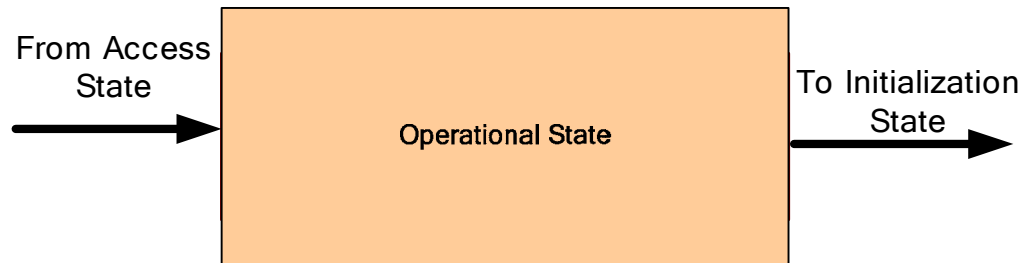 From Access
State
Operational State
To Initialization
State